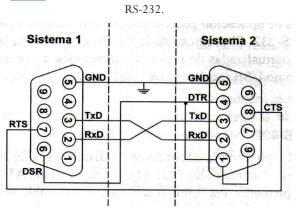 RS-232.
Sistema 1
Sistema 2
GND
GND
DTR
CTS
RTS
TxD
TxD
RxD
RxD
DSR
5
9
4
8
3
7
2
6
1
5
9
4
8
3
7
2
6
1